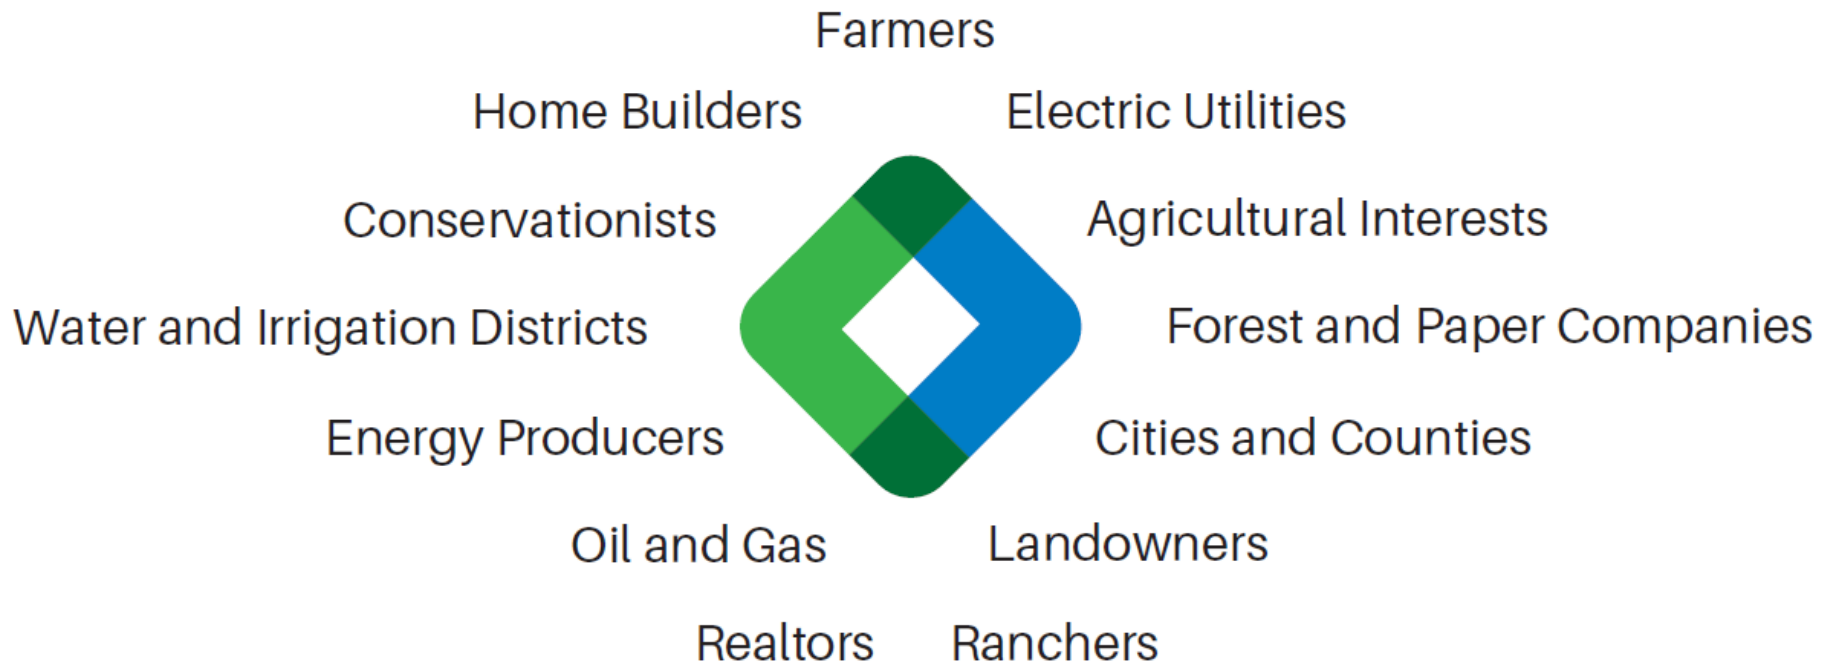 Farmers
Home Builders
Electric Utilities
Conservationists
Agricultural Interests
Water and Irrigation Districts
Forest and Paper Companies
Energy Producers
Cities and Counties
Oil and Gas
Landowners
Realtors
Ranchers